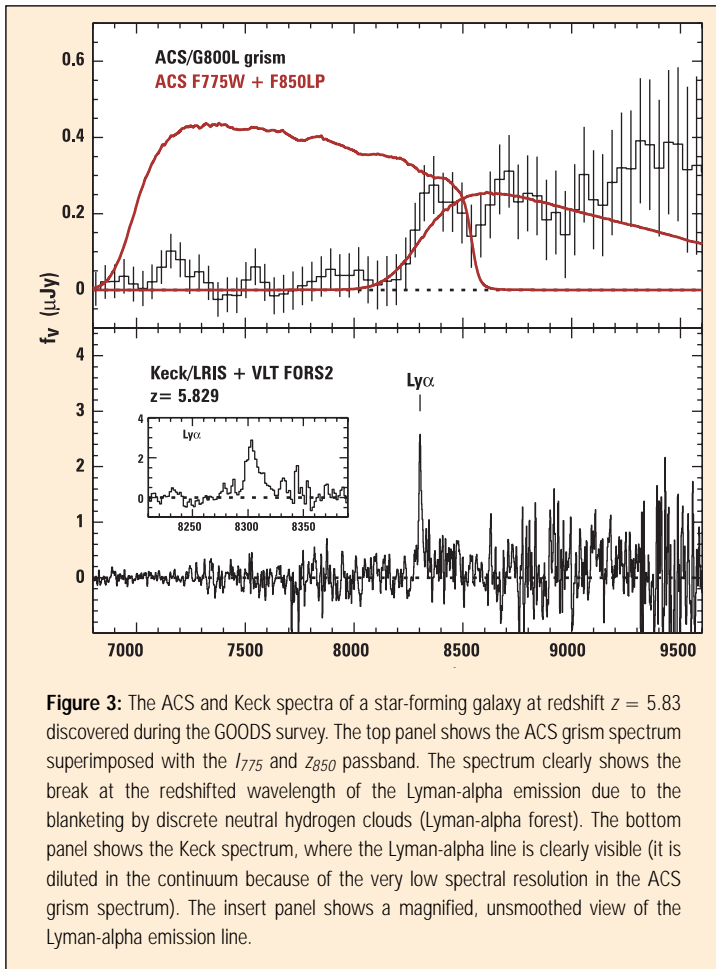 ACS/G800L grism
ACS F775W + F850LP
0.6
0.4
0.2
0
fν (μJy)
Keck/LRIS + VLT FORS2
z= 5.829
Lyα
4
3
2
1
0
Lyα
4
2
0
8250 8300 8350
7000 7500 8000 8500 9000 9500
Figure 3: The ACS and Keck spectra of a star-forming galaxy at redshift z = 5.83
discovered during the GOODS survey. The top panel shows the ACS grism spectrum
superimposed with the I775 and z850 passband. The spectrum clearly shows the
break at the redshifted wavelength of the Lyman-alpha emission due to the
blanketing by discrete neutral hydrogen clouds (Lyman-alpha forest). The bottom
panel shows the Keck spectrum, where the Lyman-alpha line is clearly visible (it is
diluted in the continuum because of the very low spectral resolution in the ACS
grism spectrum). The insert panel shows a magnified, unsmoothed view of the
Lyman-alpha emission line.